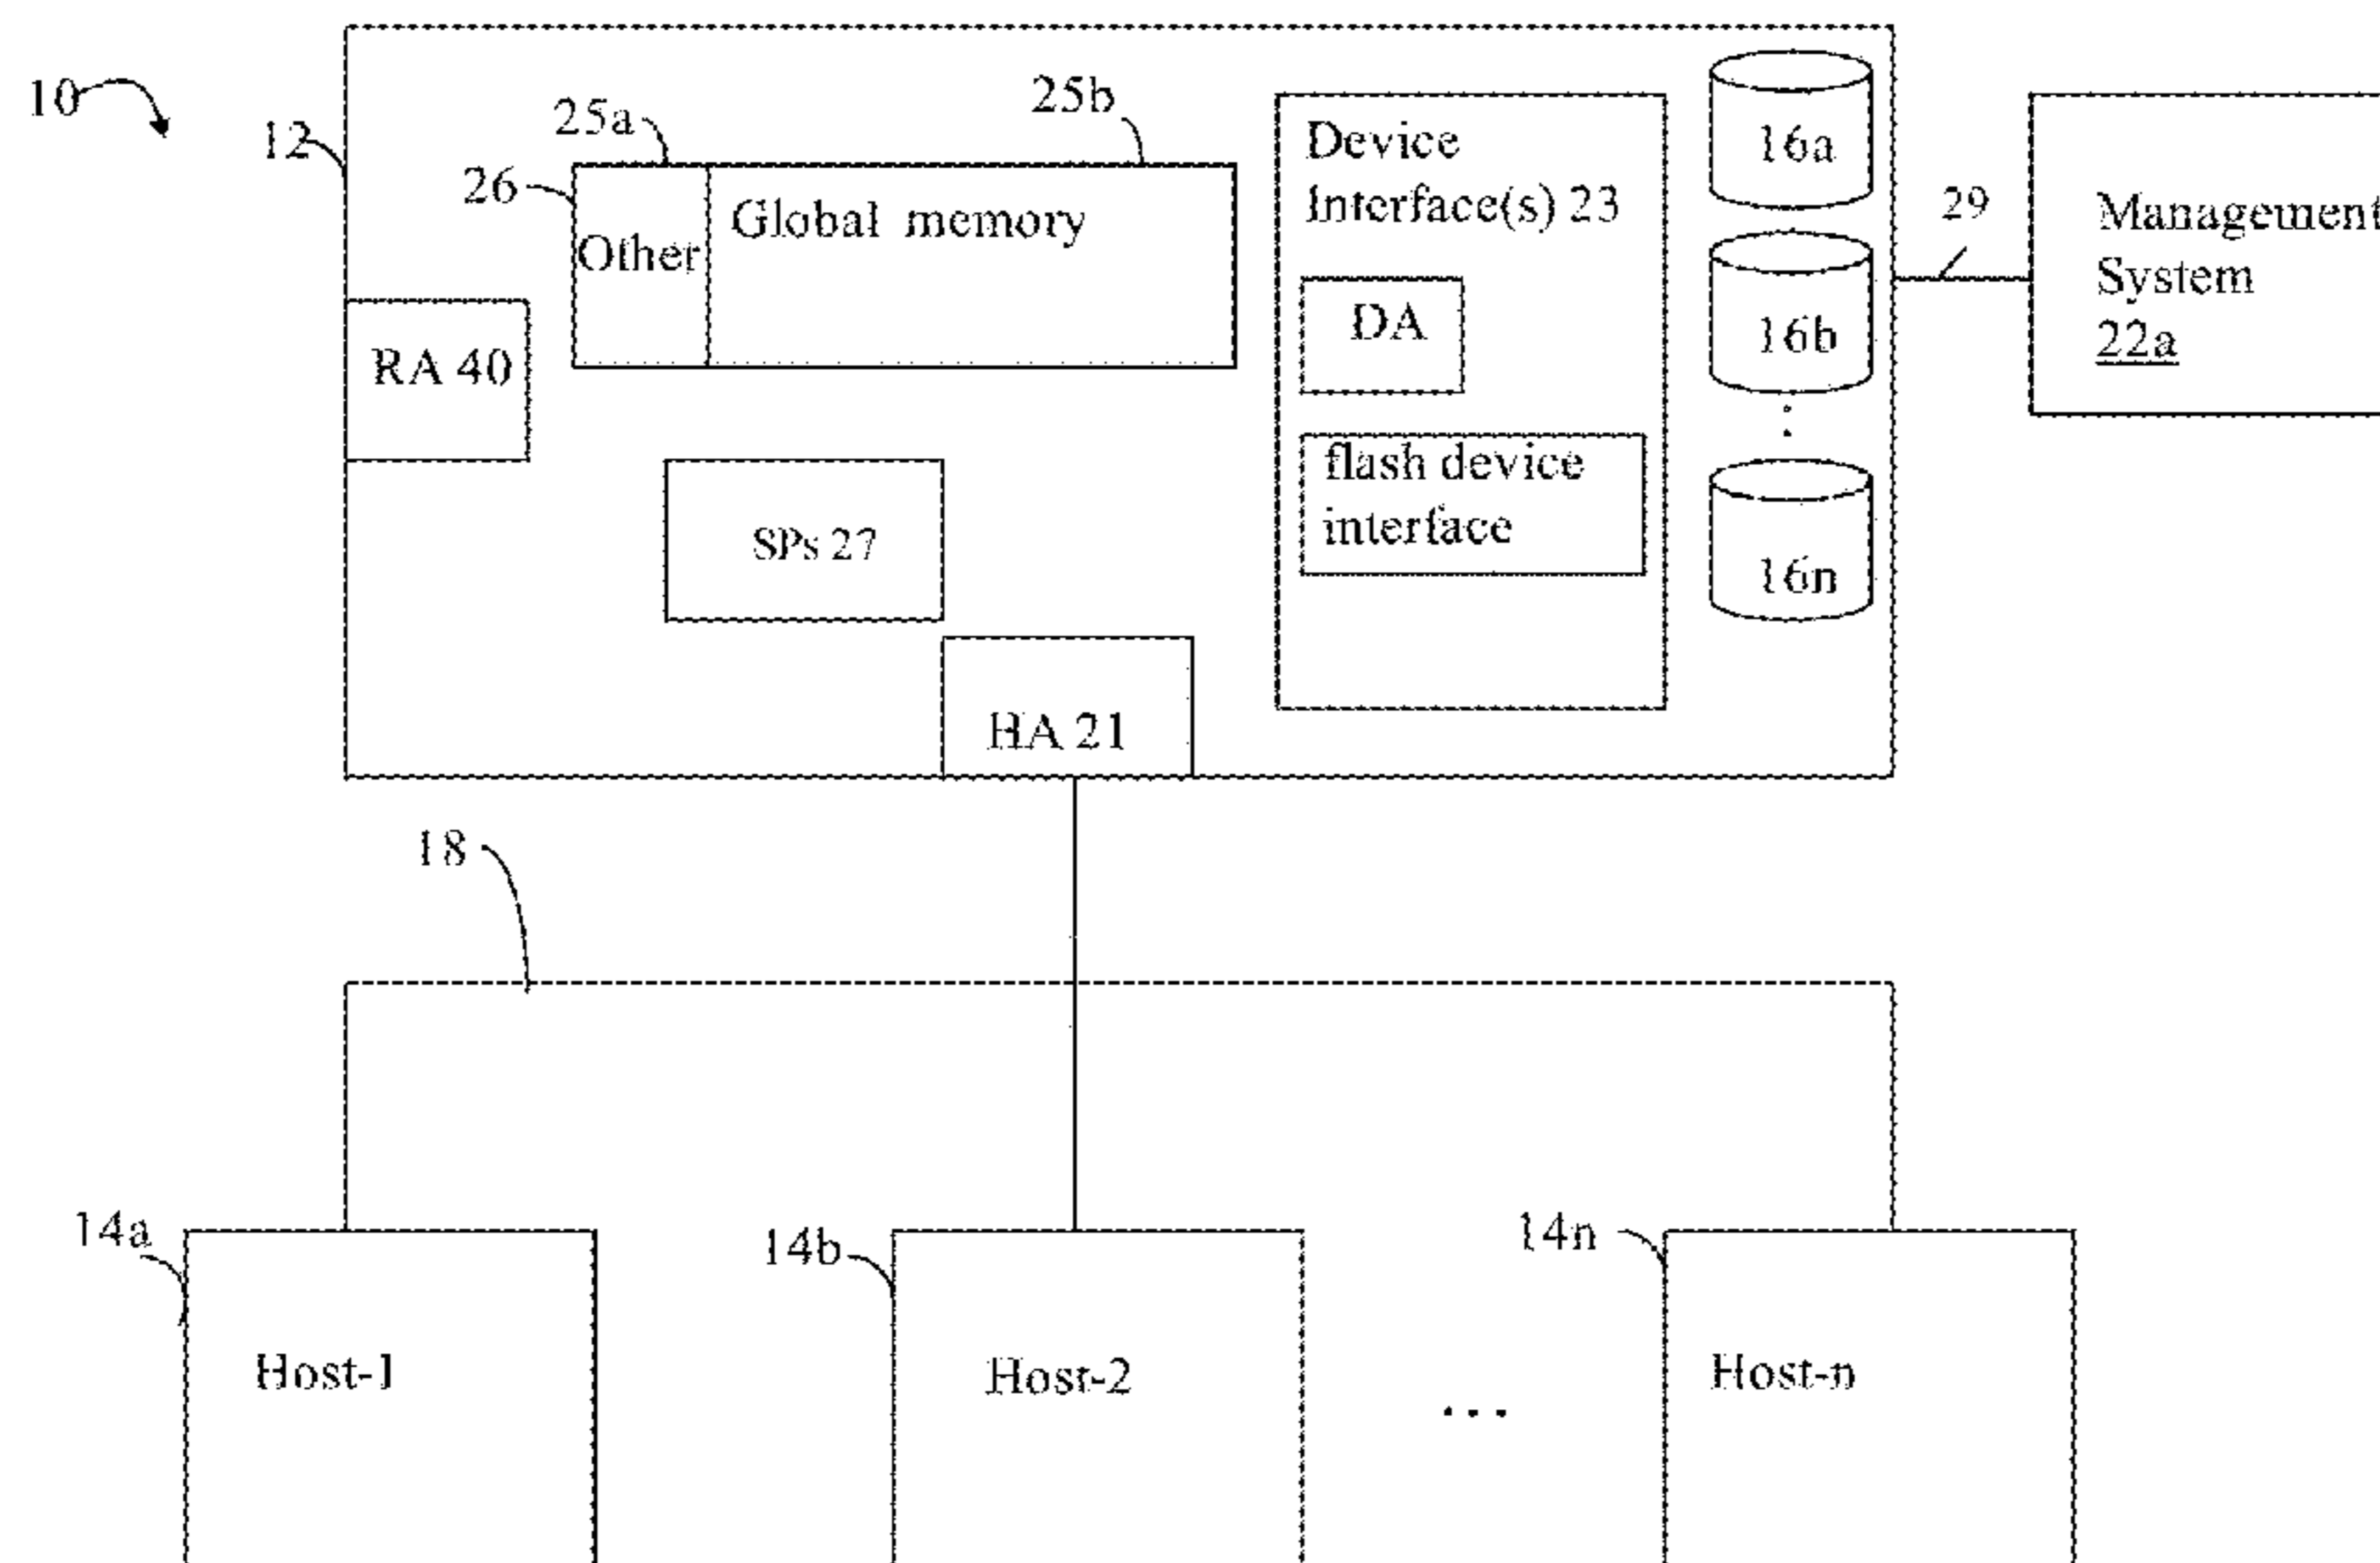 10
12
25a
25b
26
Other
Global memory
Device
Interface(s) 23
DA
flash device
interface
16a
16b
16n
29
Management
System
22a
RA 40
SPs 27
HA 21
18
14a
14b
14n
Host-1
Host-2
...
Host-n